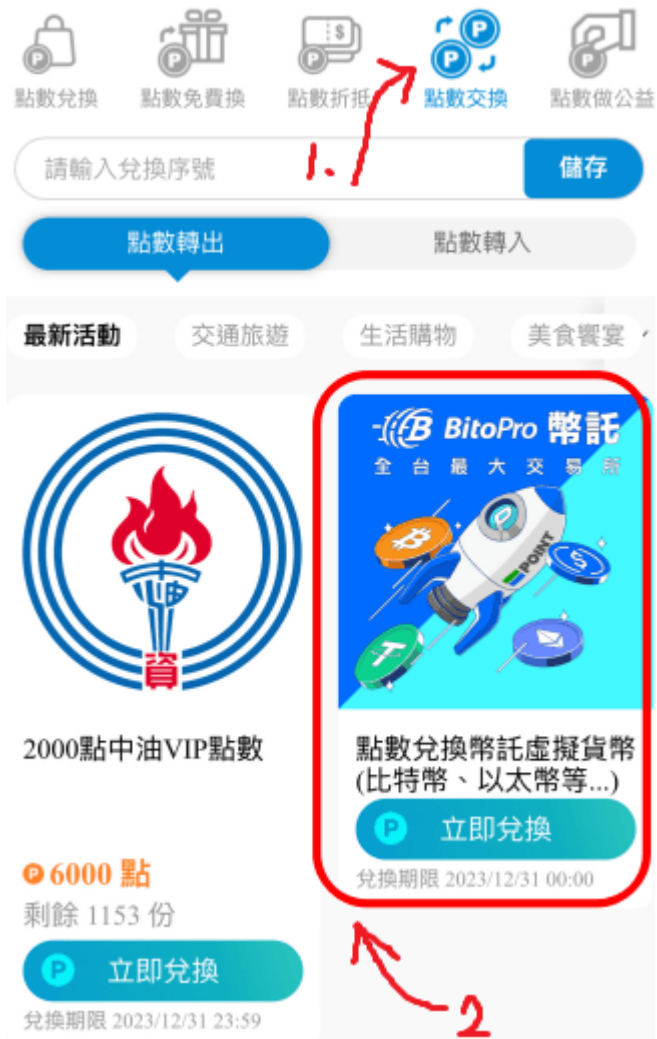 點數兌換 點數免費換 點數折抵 點數交換 點數做公益
1.
請輸入兌換序號 儲存
點數轉出 點數轉入
最新活動 交通旅遊 生活購物 美食饗宴
BitoPro 幣託
全台最大交易所
POINT
中油
資
2000點中油VIP點數
點數兌換幣託虛擬貨幣
(比特幣、以太幣等...)
P 立即兌換
兌換期限 2023/12/31 00:00
P 6000 點
剩餘 1153 份
P 立即兌換
兌換期限 2023/12/31 23:59
2